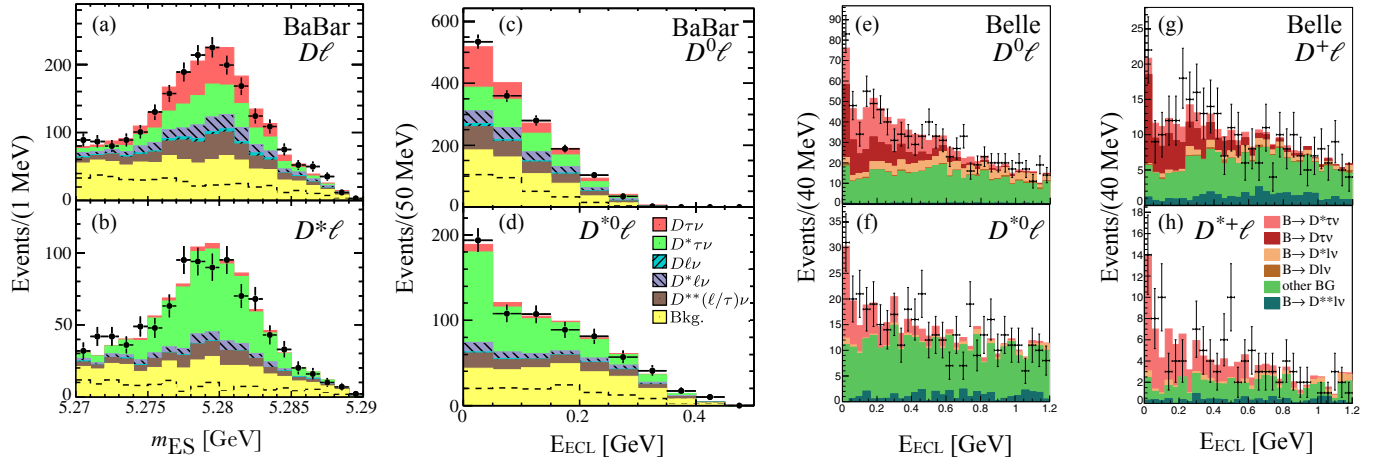 (a) BaBar
Dℓ
Events/(1 MeV)
200
100
0
(b) D*ℓ
100
50
0
5.27 5.275 5.28 5.285 5.29
m_ES [GeV]
(c) BaBar
D⁰ℓ
Events/(50 MeV)
600
400
200
0
(d) D*⁰ℓ
200
100
0
0 0.2 0.4
E_ECL [GeV]
Dτν
D*τν
Dℓν
D*ℓν
D**(ℓ/τ)ν
Bkg.
(e) Belle
D⁰ℓ
Events/(40 MeV)
90
80
70
60
50
40
30
20
10
0
(f) D*⁰ℓ
35
30
25
20
15
10
5
0
0 0.2 0.4 0.6 0.8 1 1.2
E_ECL [GeV]
(g) Belle
D⁺ℓ
Events/(40 MeV)
25
20
15
10
5
0
(h) D*⁺ℓ
18
16
14
12
10
8
6
4
2
0
0 0.2 0.4 0.6 0.8 1 1.2
E_ECL [GeV]
B→ D*τν
B→ Dτν
B→ D*lν
B→ Dlν
other BG
B→ D**lν